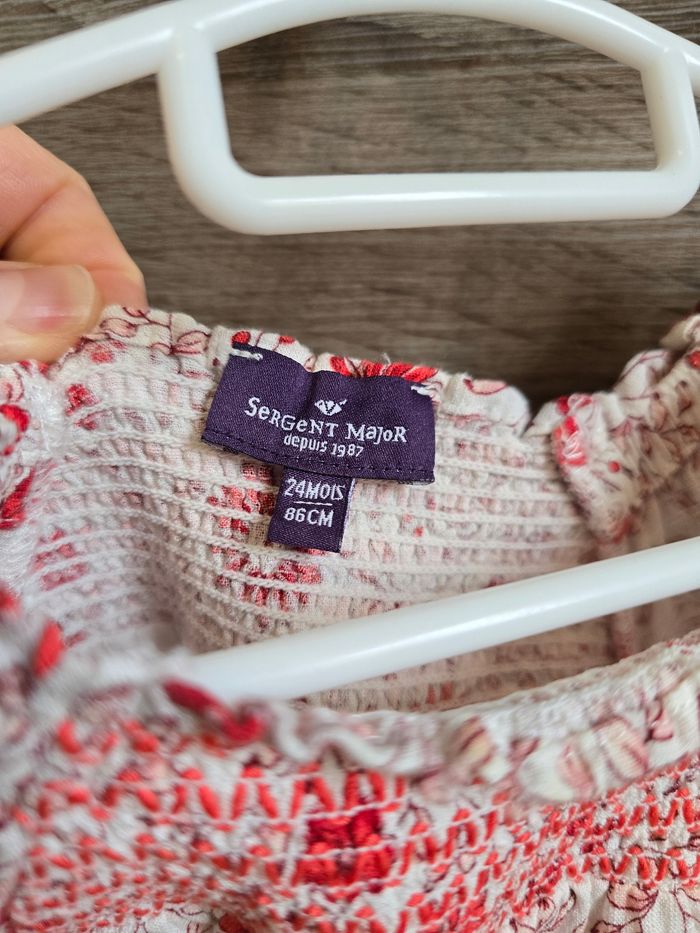 SeRGeNT MaJoR
depuis 1987
24MOIS
86CM